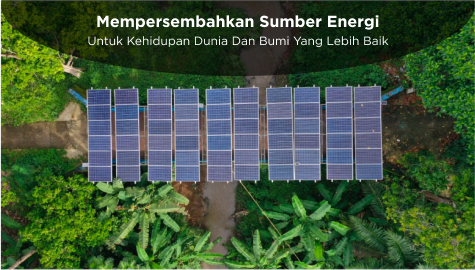 Mempersembahkan Sumber Energi
Untuk Kehidupan Dunia Dan Bumi Yang Lebih Baik